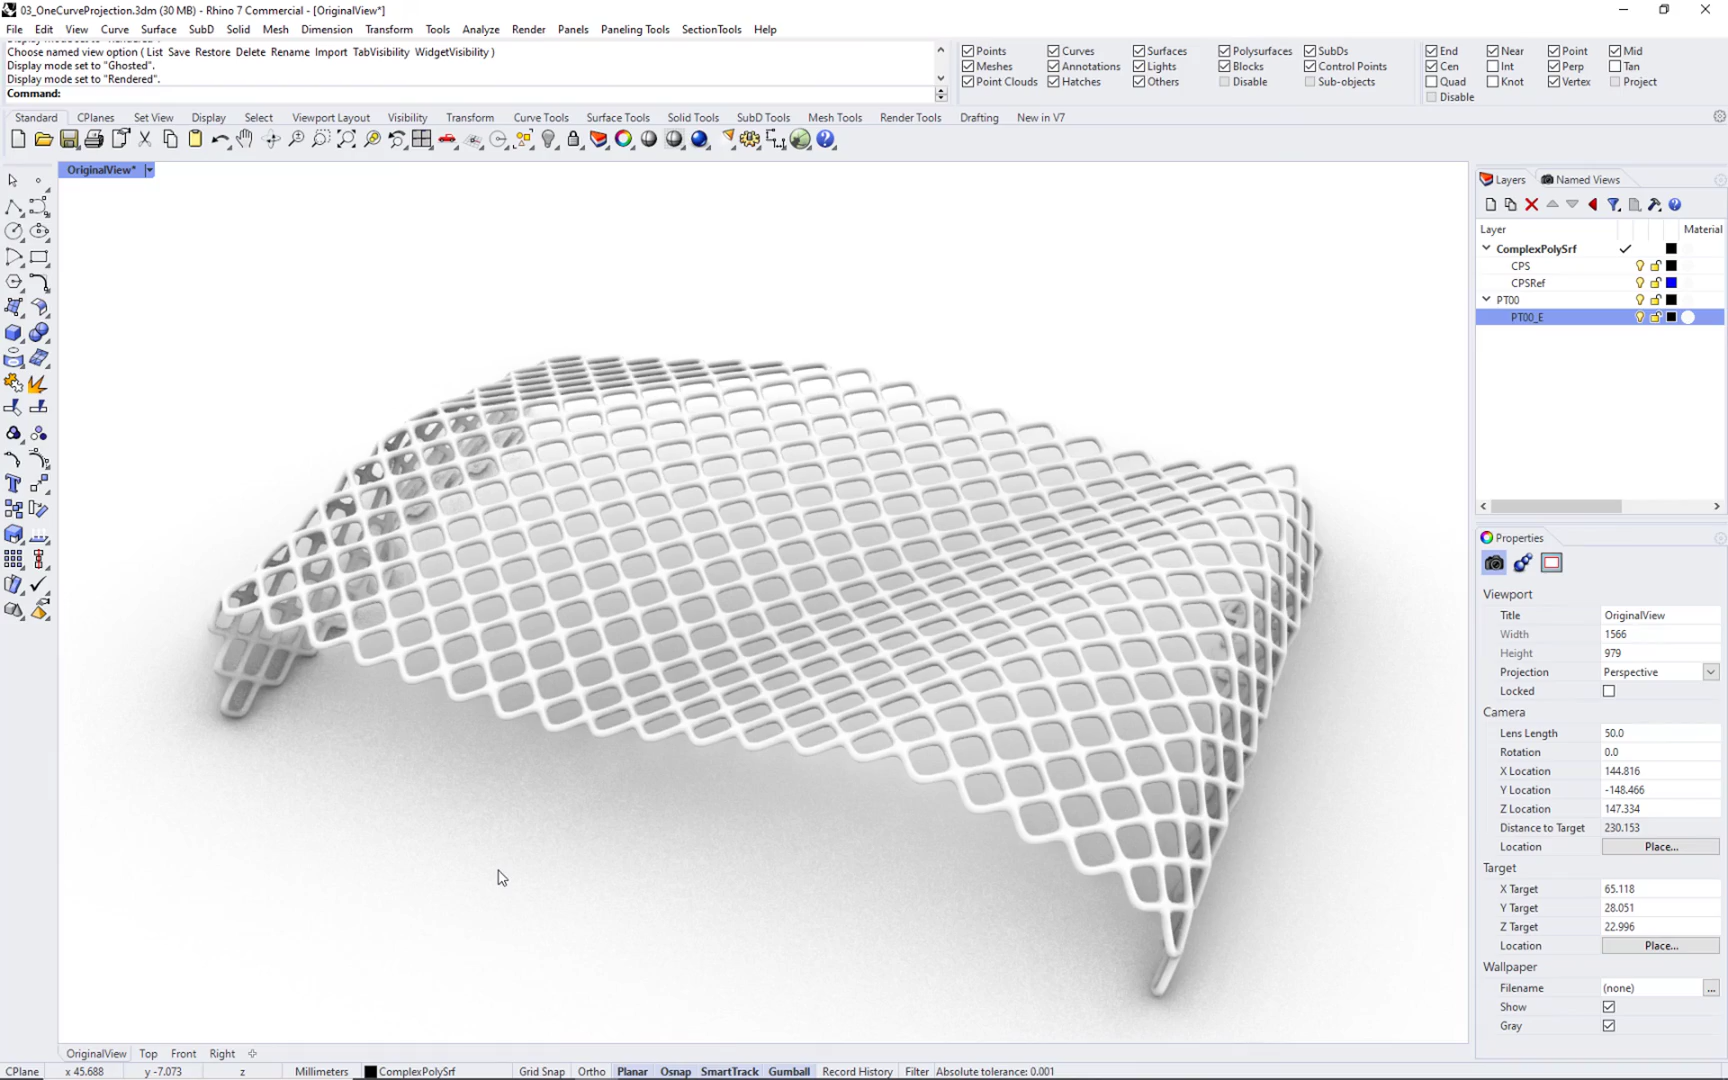 03_OneCurveProjection.3dm (30 MB) - Rhino 7 Commercial - [OriginalView*]
File Edit View Curve Surface SubD Solid Mesh Dimension Transform Tools Analyze Render Panels Paneling Tools SectionTools Help
Choose named view option ( List Save Restore Delete Rename Import TabVisibility WidgetVisibility )
Display mode set to "Ghosted".
Display mode set to "Rendered".
Command:
Points Curves Surfaces Polysurfaces SubDs
Meshes Annotations Lights Blocks Control Points
Point Clouds Hatches Others Disable Sub-objects
End Near Point Mid
Cen Int Perp Tan
Quad Knot Vertex Project
Disable
Standard CPlanes Set View Display Select Viewport Layout Visibility Transform Curve Tools Surface Tools Solid Tools SubD Tools Mesh Tools Render Tools Drafting New in V7
OriginalView*
Layers Named Views
Layer Material
ComplexPolySrf
CPS
CPSRef
PT00
PT00_E
Properties
Viewport
Title OriginalView
Width 1566
Height 979
Projection Perspective
Locked
Camera
Lens Length 50.0
Rotation 0.0
X Location 144.816
Y Location -148.466
Z Location 147.334
Distance to Target 230.153
Location Place...
Target
X Target 65.118
Y Target 28.051
Z Target 22.996
Location Place...
Wallpaper
Filename (none) ...
Show
Gray
OriginalView Top Front Right
CPlane x 45.688 y -7.073 z Millimeters ComplexPolySrf Grid Snap Ortho Planar Osnap SmartTrack Gumball Record History Filter Absolute tolerance: 0.001